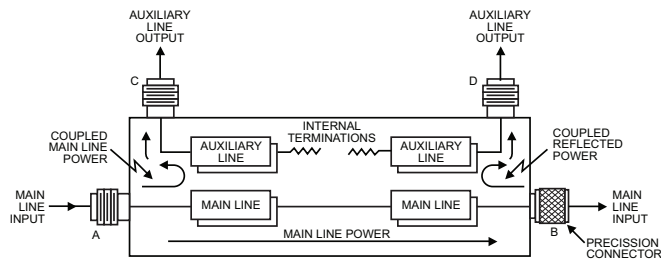 AUXILIARY
LINE
OUTPUT
AUXILIARY
LINE
OUTPUT
C
D
COUPLED
MAIN LINE
POWER
AUXILIARY
LINE
INTERNAL
TERMINATIONS
AUXILIARY
LINE
COUPLED
REFLECTED
POWER
MAIN
LINE
INPUT
A
MAIN LINE
MAIN LINE
MAIN LINE POWER
B
MAIN
LINE
INPUT
PRECISSION
CONNECTOR